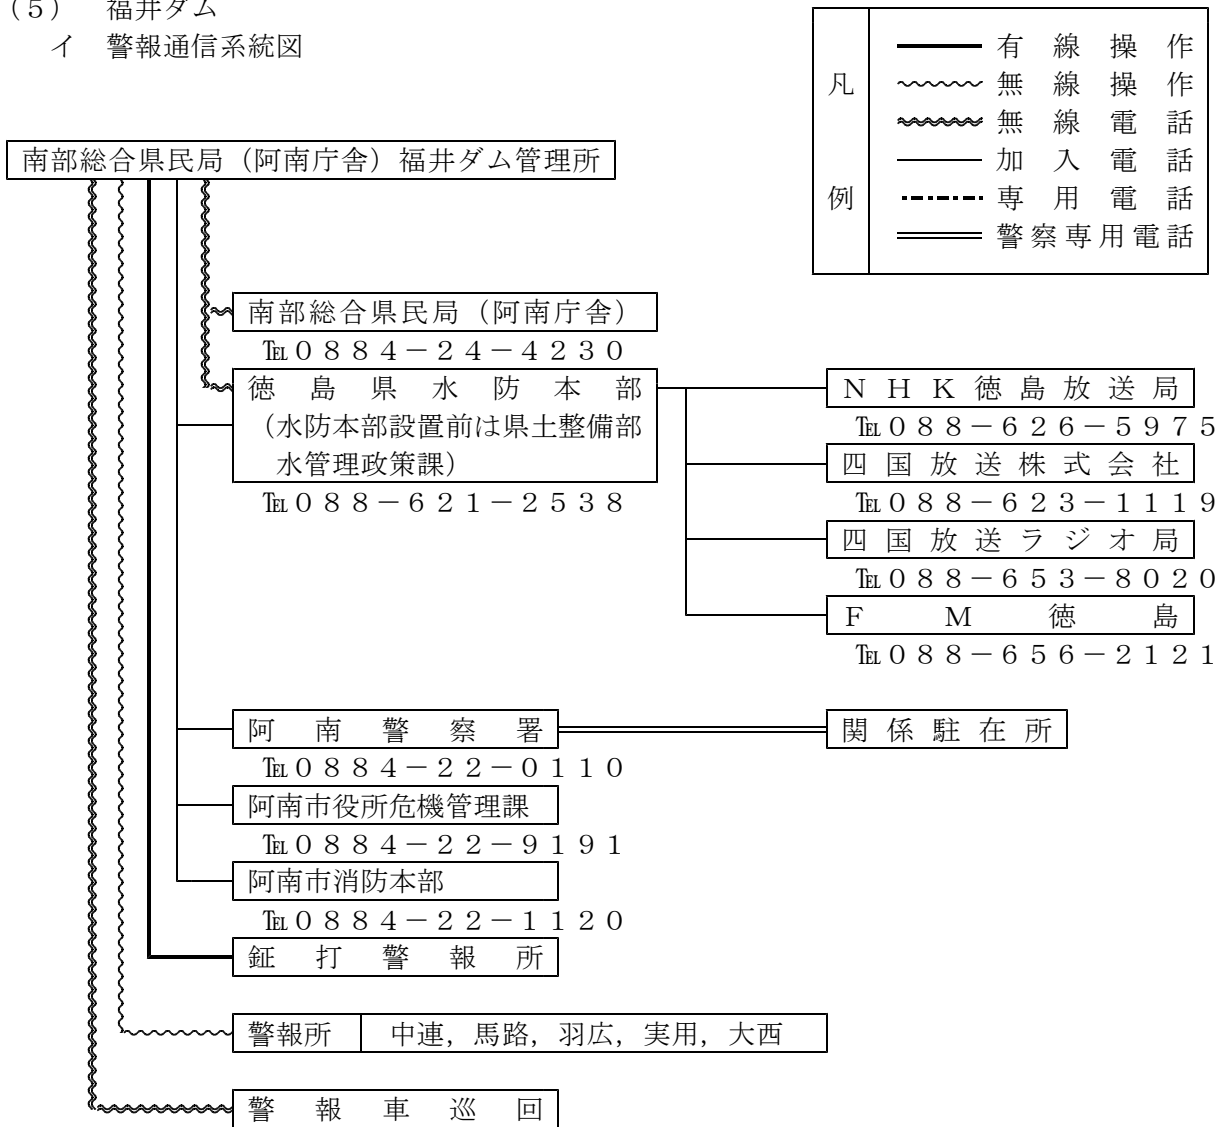 （5）　福井ダム
イ　警報通信系統図
凡例
有線操作
無線操作
無線電話
加入電話
専用電話
警察専用電話
南部総合県民局（阿南庁舎）福井ダム管理所
南部総合県民局（阿南庁舎）
℡０８８４－２４－４２３０
徳島県水防本部
（水防本部設置前は県土整備部
水管理政策課）
℡０８８－６２１－２５３８
ＮＨＫ徳島放送局
℡０８８－６２６－５９７５
四国放送株式会社
℡０８８－６２３－１１１９
四国放送ラジオ局
℡０８８－６５３－８０２０
ＦＭ徳島
℡０８８－６５６－２１２１
阿南警察署
関係駐在所
℡０８８４－２２－０１１０
阿南市役所危機管理課
℡０８８４－２２－９１９１
阿南市消防本部
℡０８８４－２２－１１２０
鉦打警報所
警報所　中連，馬路，羽広，実用，大西
警報車巡回